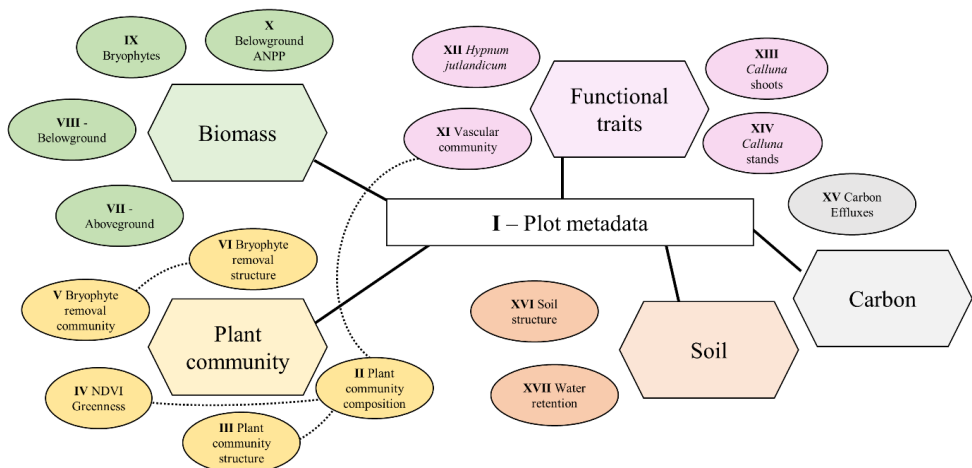 IX
Bryophytes
X
Belowground
ANPP
VIII -
Belowground
Biomass
VII -
Aboveground
XII Hypnum
jutlandicum
XI Vascular
community
Functional
traits
XIII
Calluna
shoots
XIV
Calluna
stands
I – Plot metadata
XV Carbon
Effluxes
Carbon
VI Bryophyte
removal
structure
V Bryophyte
removal
community
Plant
community
IV NDVI
Greenness
II Plant
community
composition
III Plant
community
structure
XVI Soil
structure
XVII Water
retention
Soil